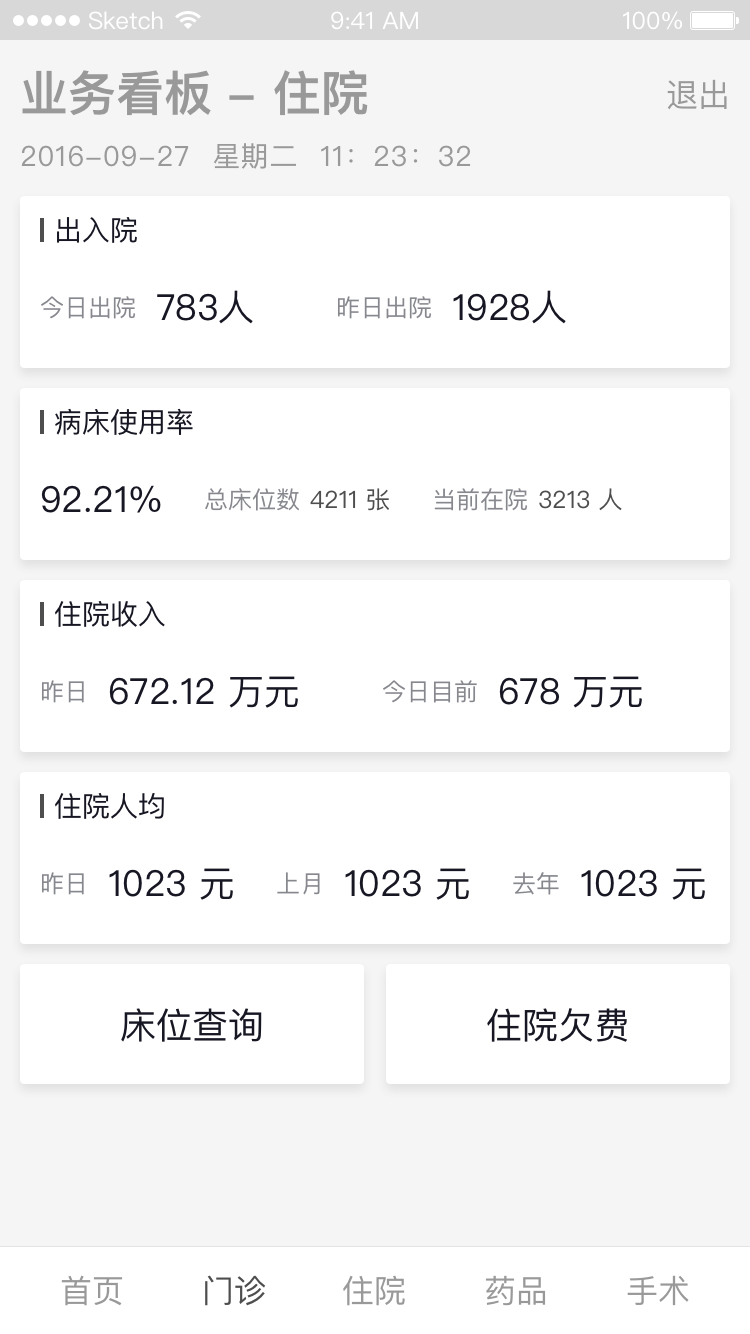 Sketch 9:41 AM 100%
业务看板 – 住院 退出
2016–09–27 星期二 11：23：32
出入院
今日出院 783人 昨日出院 1928人
病床使用率
92.21% 总床位数 4211 张 当前在院 3213 人
住院收入
昨日 672.12 万元 今日目前 678 万元
住院人均
昨日 1023 元 上月 1023 元 去年 1023 元
床位查询 住院欠费
首页 门诊 住院 药品 手术